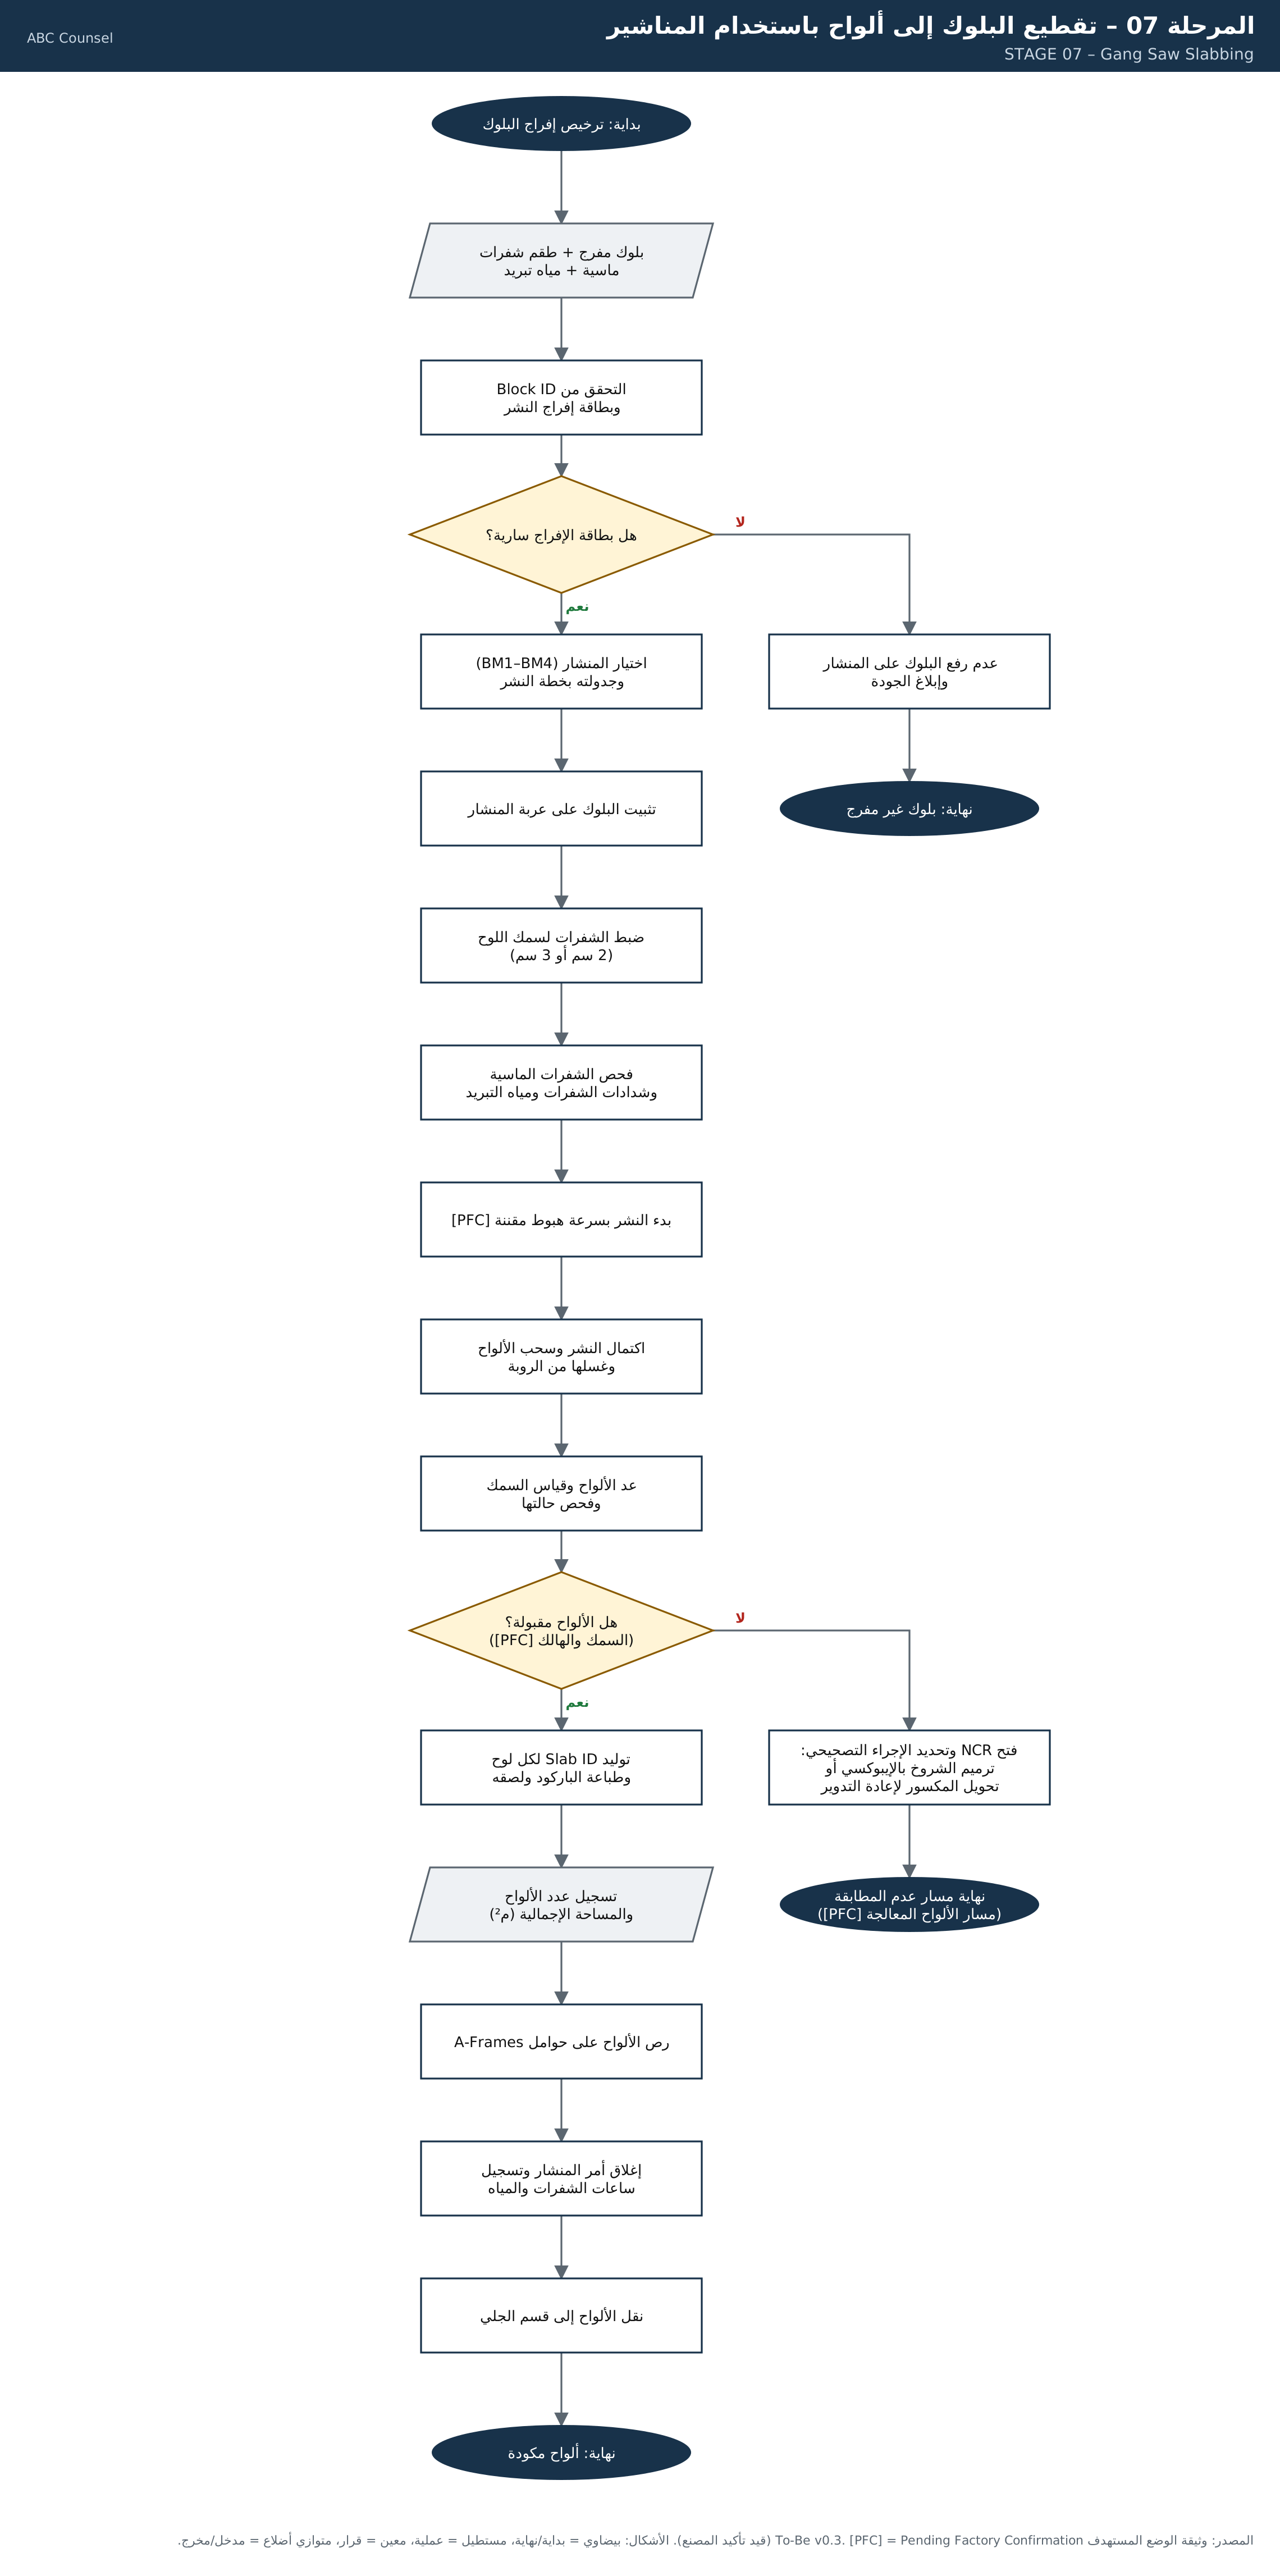 المرحلة 07 – تقطيع البلوك إلى ألواح باستخدام المناشير
STAGE 07 – Gang Saw Slabbing
ABC Counsel
بداية: ترخيص إفراج البلوك
بلوك مفرج + طقم شفرات
ماسية + مياه تبريد
التحقق من Block ID
وبطاقة إفراج النشر
هل بطاقة الإفراج سارية؟
لا
نعم
اختيار المنشار (BM1–BM4)
وجدولته بخطة النشر
عدم رفع البلوك على المنشار
وإبلاغ الجودة
تثبيت البلوك على عربة المنشار
نهاية: بلوك غير مفرج
ضبط الشفرات لسمك اللوح
(2 سم أو 3 سم)
فحص الشفرات الماسية
وشدادات الشفرات ومياه التبريد
بدء النشر بسرعة هبوط مقننة [PFC]
اكتمال النشر وسحب الألواح
وغسلها من الروبة
عد الألواح وقياس السمك
وفحص حالتها
هل الألواح مقبولة؟
(السمك والهالك [PFC])
لا
نعم
توليد Slab ID لكل لوح
وطباعة الباركود ولصقه
فتح NCR وتحديد الإجراء التصحيحي:
ترميم الشروخ بالإيبوكسي أو
تحويل المكسور لإعادة التدوير
تسجيل عدد الألواح
والمساحة الإجمالية (م²)
نهاية مسار عدم المطابقة
(مسار الألواح المعالجة [PFC])
رص الألواح على حوامل A-Frames
إغلاق أمر المنشار وتسجيل
ساعات الشفرات والمياه
نقل الألواح إلى قسم الجلي
نهاية: ألواح مكودة
المصدر: وثيقة الوضع المستهدف To-Be v0.3. [PFC] = Pending Factory Confirmation (قيد تأكيد المصنع). الأشكال: بيضاوي = بداية/نهاية، مستطيل = عملية، معين = قرار، متوازي أضلاع = مدخل/مخرج.